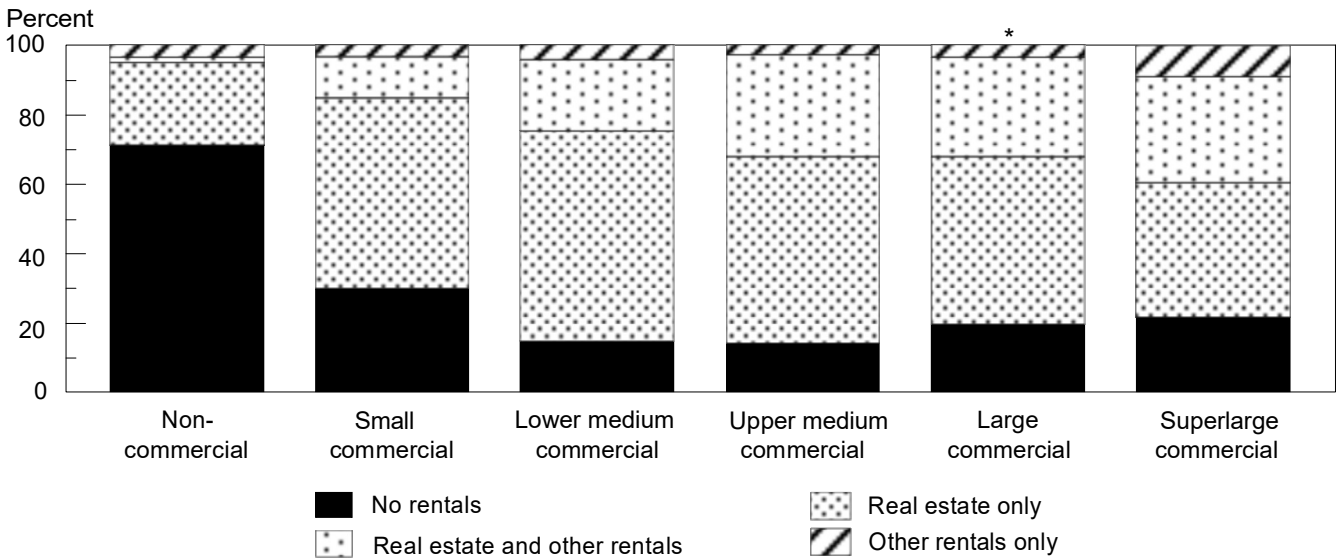 Percent
100
80
60
40
20
0
*
Non-
commercial
Small
commercial
Lower medium
commercial
Upper medium
commercial
Large
commercial
Superlarge
commercial
No rentals
Real estate only
Real estate and other rentals
Other rentals only